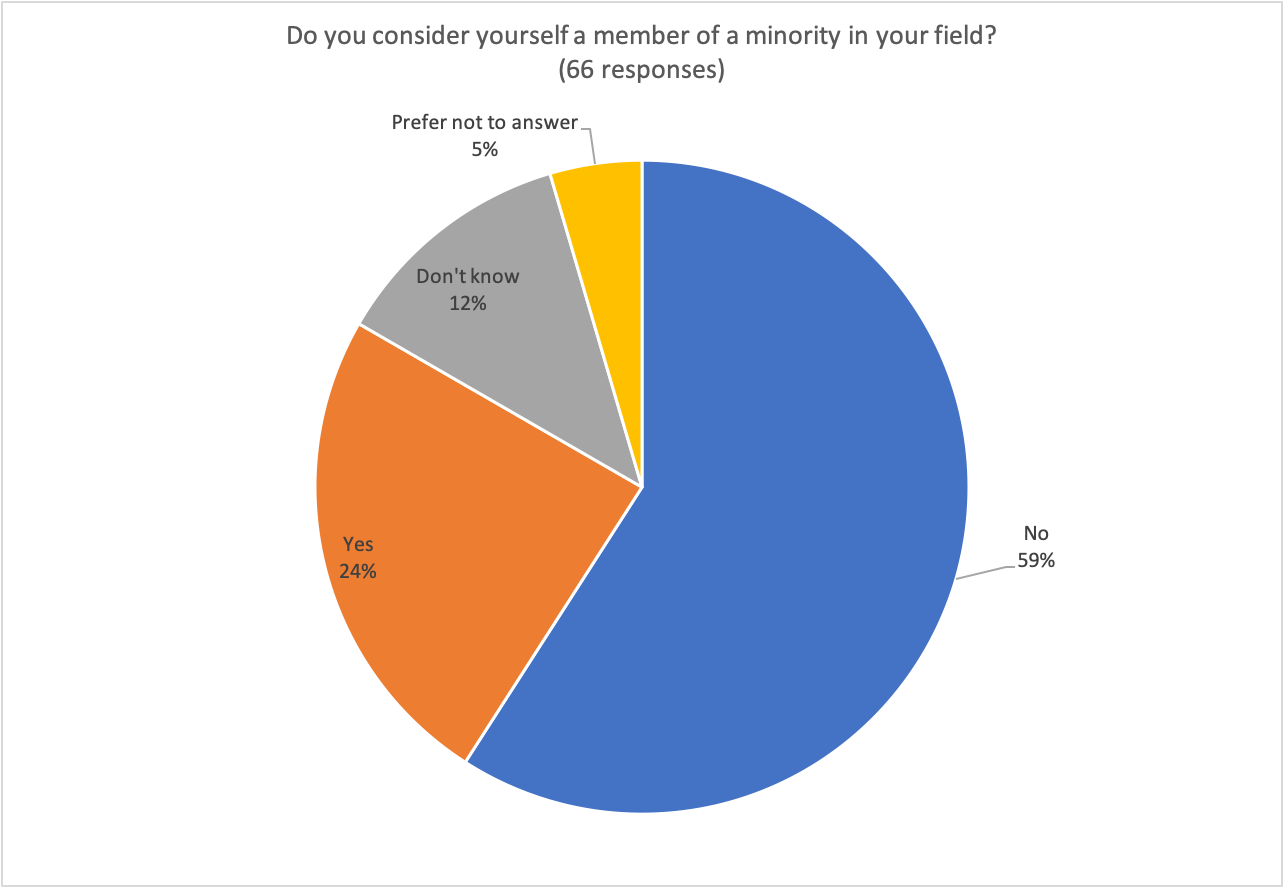 Do you consider yourself a member of a minority in your field?
(66 responses)
Prefer not to answer
5%
Don't know
12%
Yes
24%
No
59%